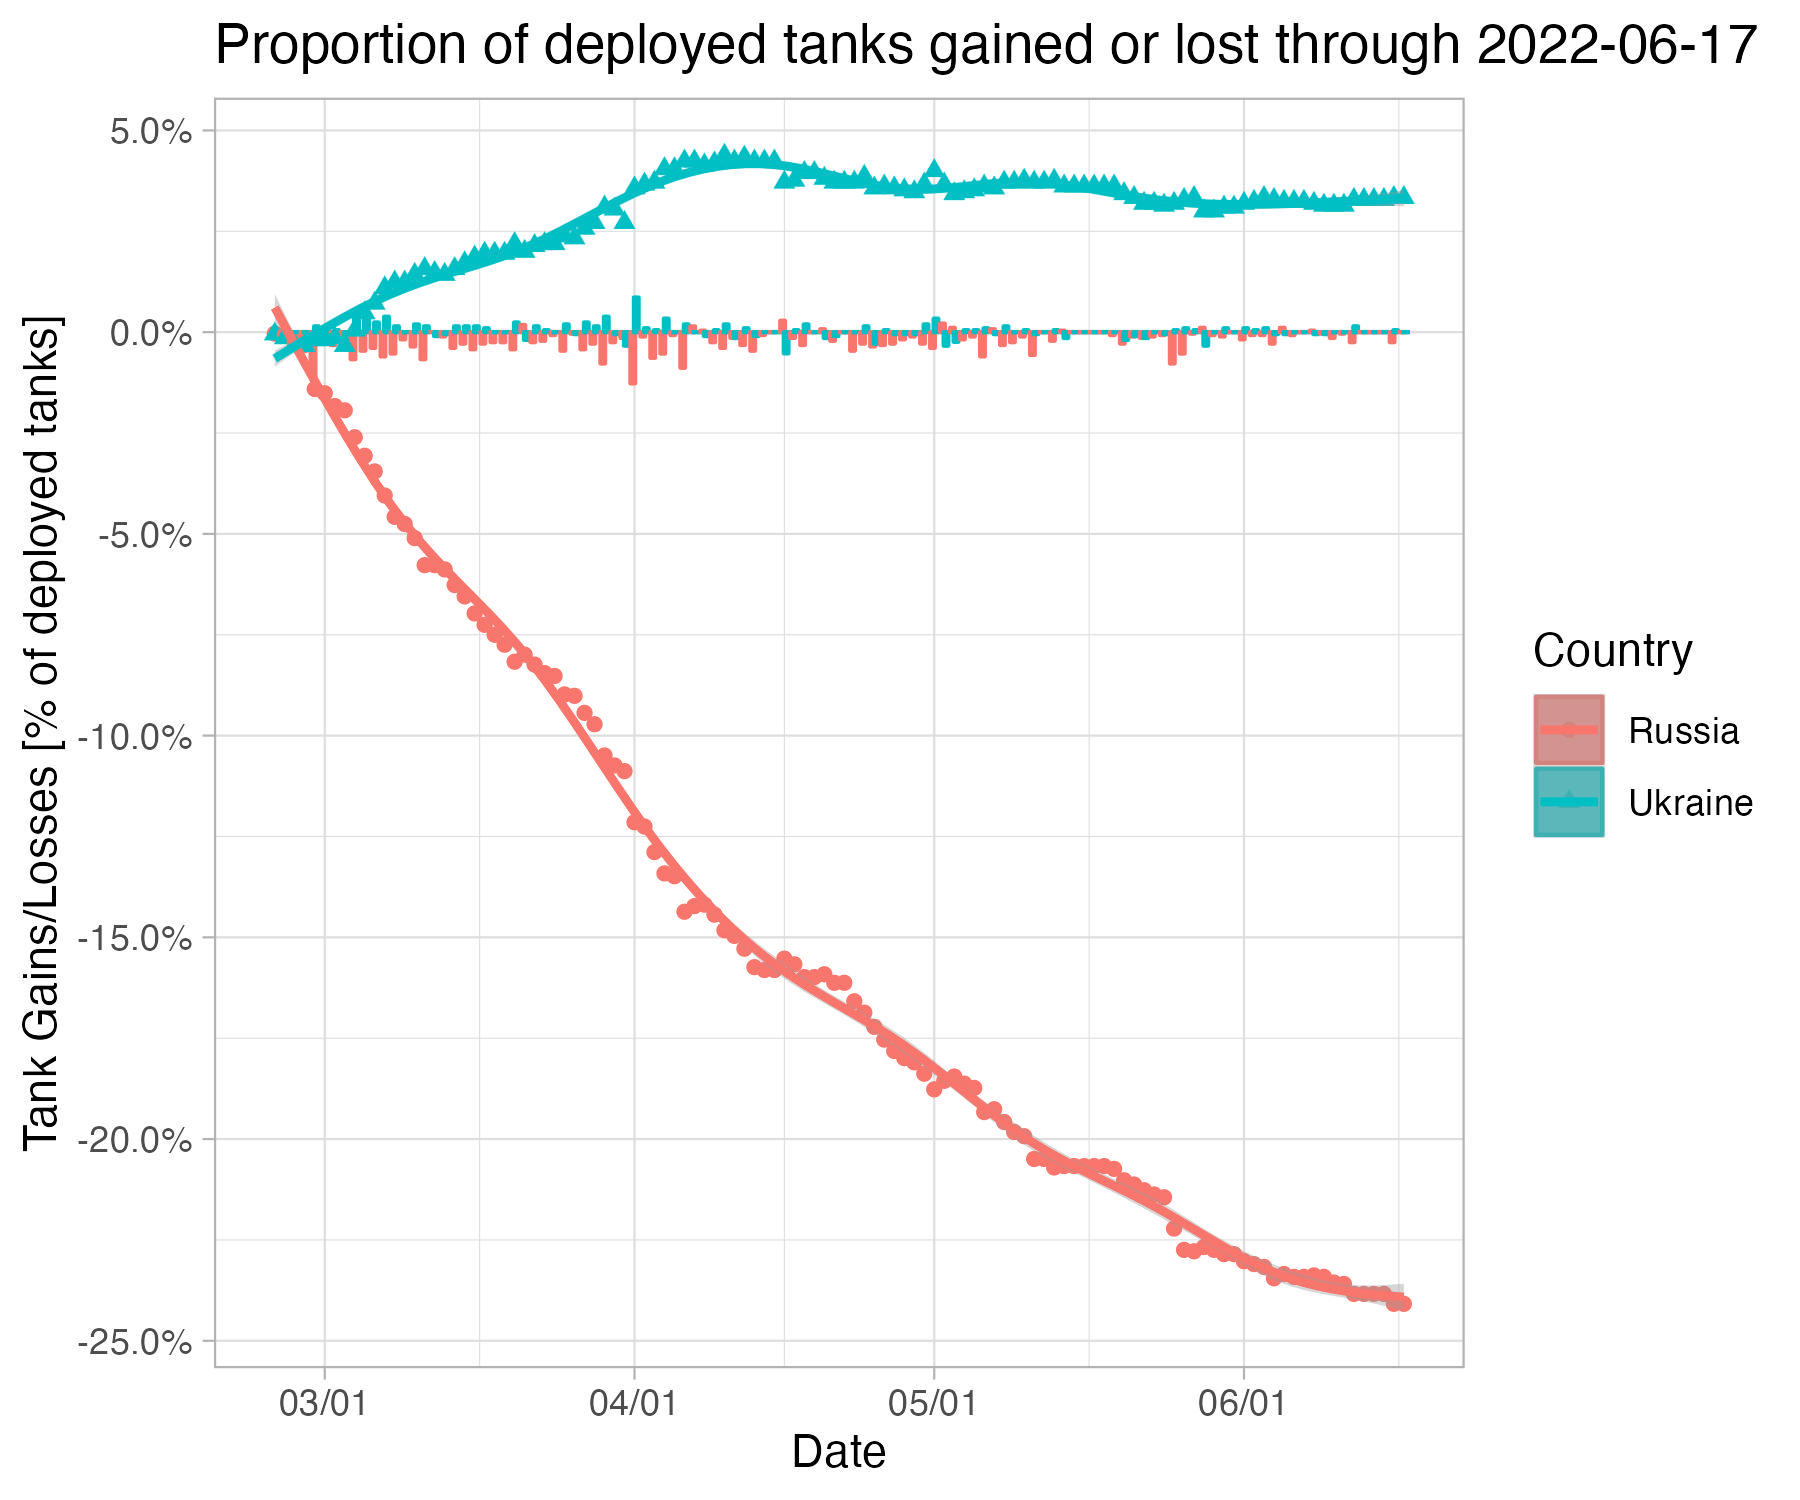 Proportion of deployed tanks gained or lost through 2022-06-17
Tank Gains/Losses [% of deployed tanks]
5.0%
0.0%
-5.0%
-10.0%
-15.0%
-20.0%
-25.0%
03/01
04/01
05/01
06/01
Date
Country
Russia
Ukraine